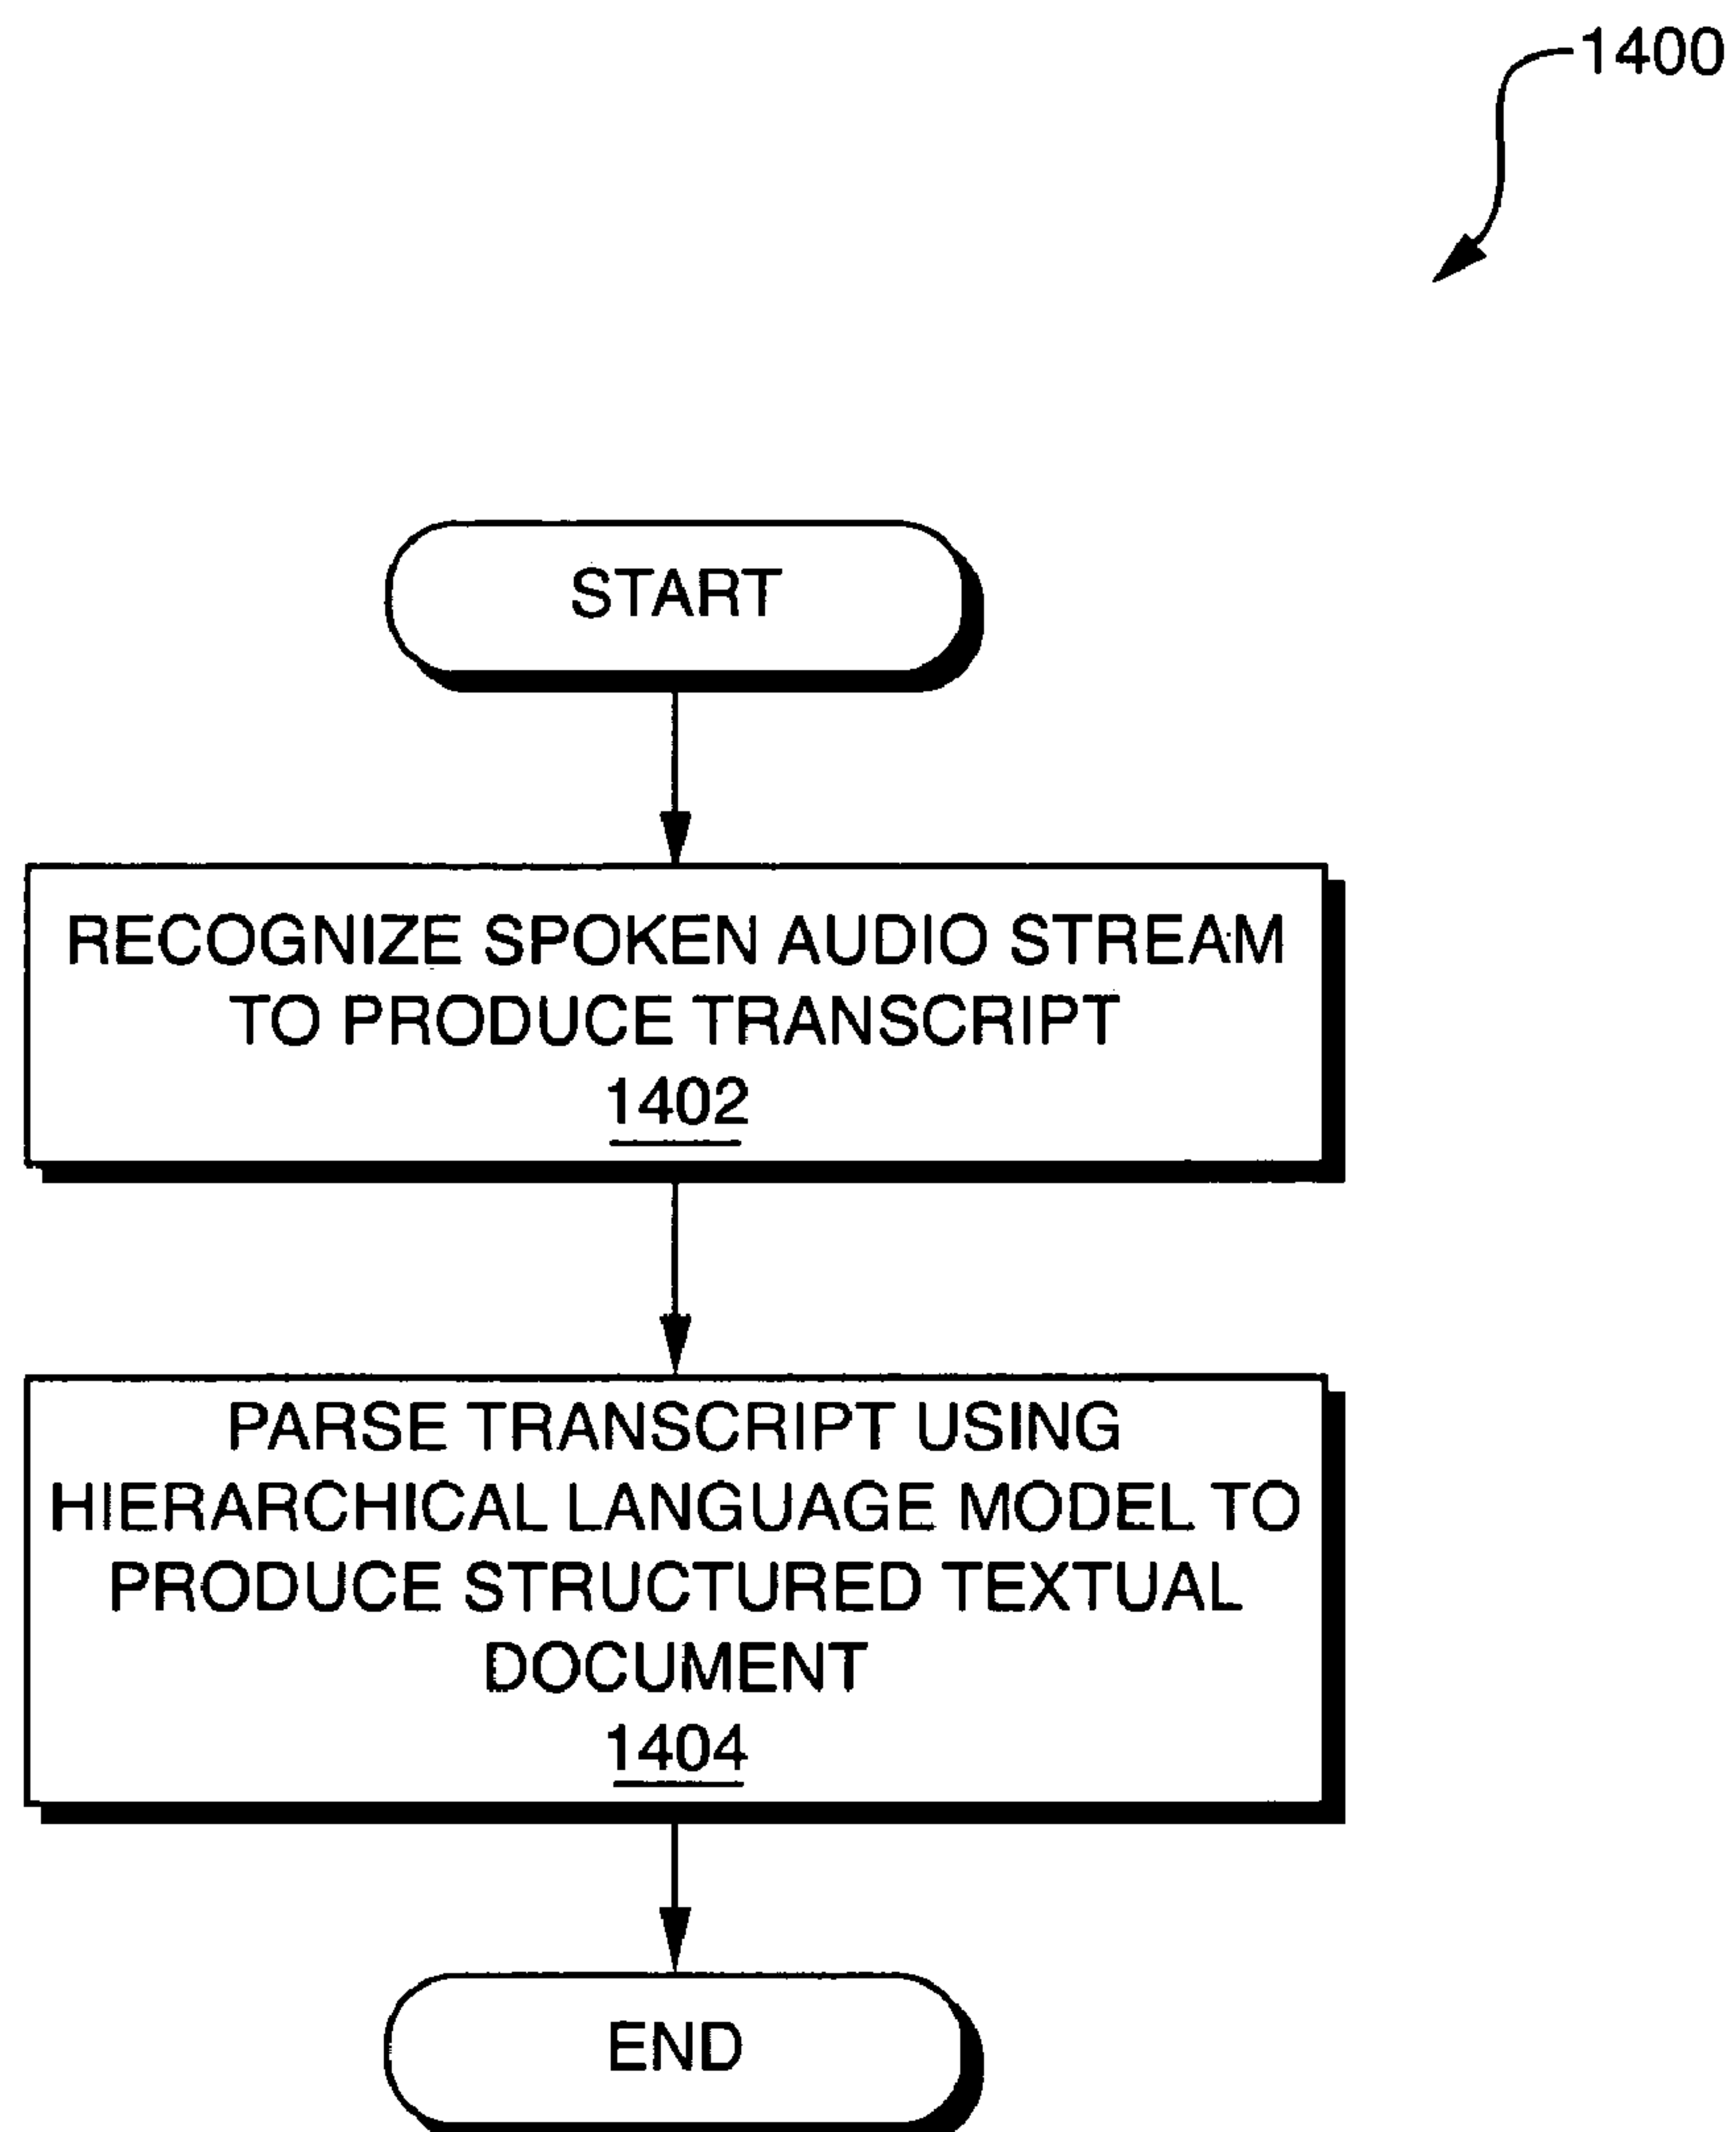 1400
START
RECOGNIZE SPOKEN AUDIO STREAM
TO PRODUCE TRANSCRIPT
1402
PARSE TRANSCRIPT USING
HIERARCHICAL LANGUAGE MODEL TO
PRODUCE STRUCTURED TEXTUAL
DOCUMENT
1404
END